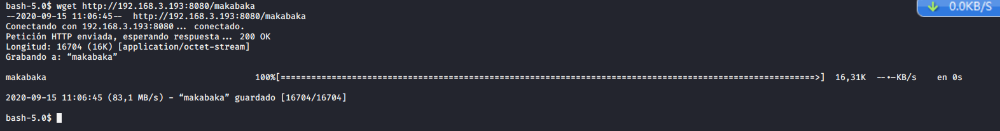 bash-5.0$ wget http://192.168.3.193:8080/makabaka
--2020-09-15 11:06:45--  http://192.168.3.193:8080/makabaka
Conectando con 192.168.3.193:8080... conectado.
Petición HTTP enviada, esperando respuesta... 200 OK
Longitud: 16704 (16K) [application/octet-stream]
Grabando a: “makabaka”
makabaka 100%[=========================================================================================================>] 16,31K --.-KB/s en 0s
2020-09-15 11:06:45 (83,1 MB/s) - “makabaka” guardado [16704/16704]
bash-5.0$
0.0KB/S